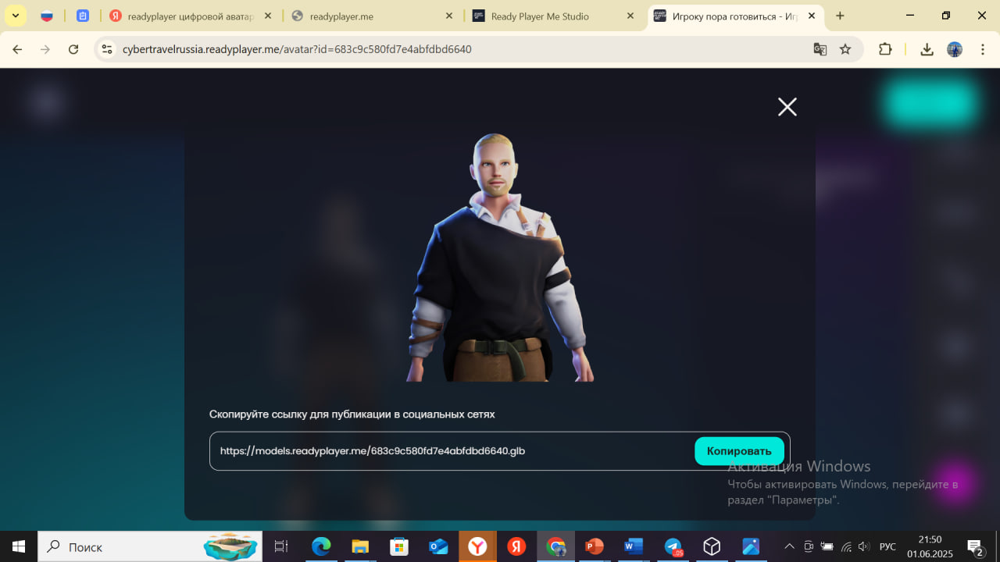 readyplayer цифровой аватар
readyplayer.me
Ready Player Me Studio
Игроку пора готовиться - Иг
cybertravelrussia.readyplayer.me/avatar?id=683c9c580fd7e4abfdbd6640
Скопируйте ссылку для публикации в социальных сетях
https://models.readyplayer.me/683c9c580fd7e4abfdbd6640.glb
Копировать
Активация Windows
Чтобы активировать Windows, перейдите в
раздел "Параметры".
Поиск
.05
РУС
21:50
01.06.2025
2